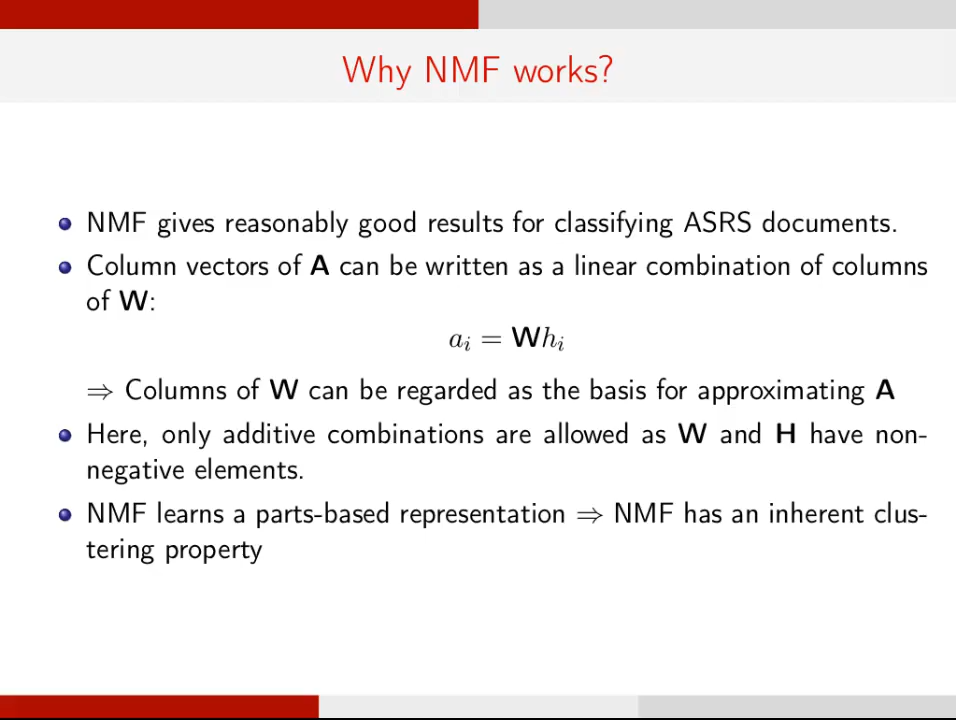 Why NMF works?
NMF gives reasonably good results for classifying ASRS documents.
Column vectors of A can be written as a linear combination of columns
of W:
a_i = Wh_i
⇒ Columns of W can be regarded as the basis for approximating A
Here, only additive combinations are allowed as W and H have non-
negative elements.
NMF learns a parts-based representation ⇒ NMF has an inherent clus-
tering property